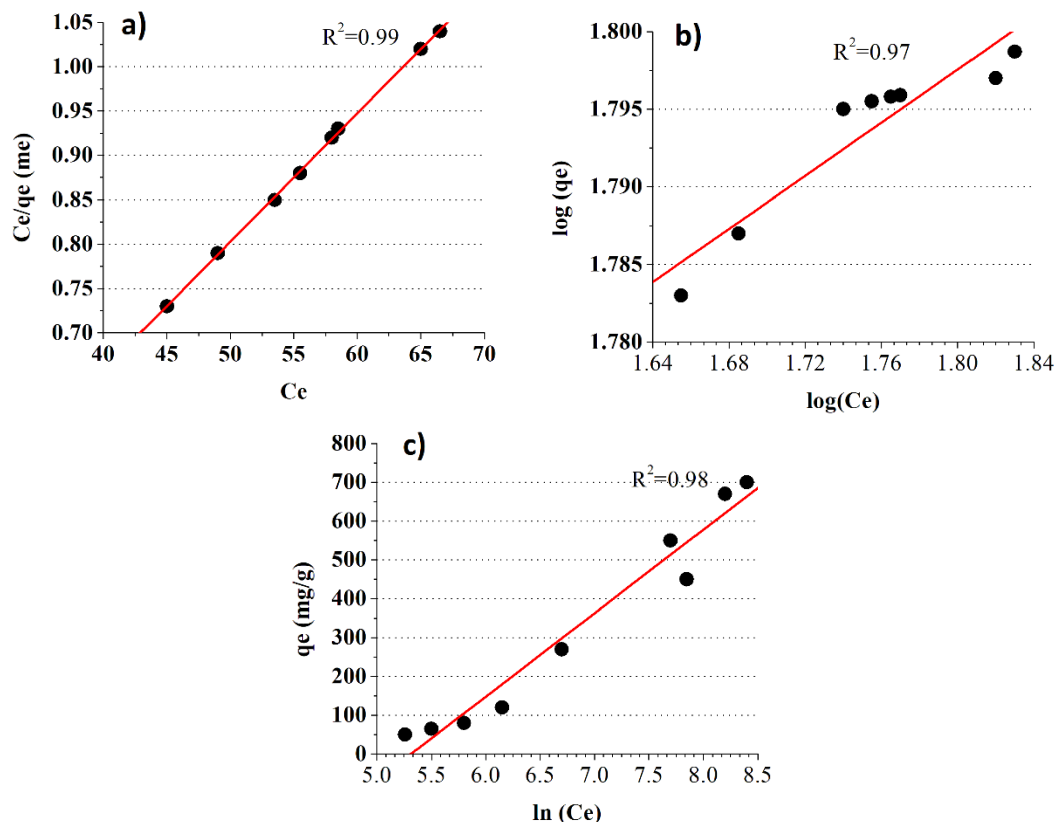 a)
R²=0.99
1.05
1.00
0.95
0.90
0.85
0.80
0.75
0.70
Ce/qe (me)
40 45 50 55 60 65 70
Ce
b)
R²=0.97
1.800
1.795
1.790
1.785
1.780
log (qe)
1.64 1.68 1.72 1.76 1.80 1.84
log(Ce)
c)
R²=0.98
800
700
600
500
400
300
200
100
0
qe (mg/g)
5.0 5.5 6.0 6.5 7.0 7.5 8.0 8.5
ln (Ce)